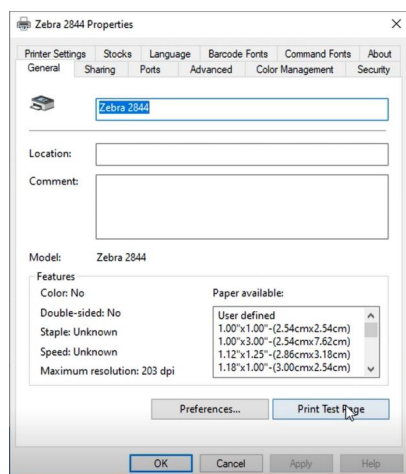 Zebra 2844 Properties
Printer Settings Stocks Language Barcode Fonts Command Fonts About
General Sharing Ports Advanced Color Management Security
Zebra 2844
Location:
Comment:
Model: Zebra 2844
Features
Color: No
Double-sided: No
Staple: Unknown
Speed: Unknown
Maximum resolution: 203 dpi
Paper available:
User defined
1.00"x1.00"-(2.54cmx2.54cm)
1.00"x3.00"-(2.54cmx7.62cm)
1.12"x1.25"-(2.86cmx3.18cm)
1.18"x1.00"-(3.00cmx2.54cm)
Preferences... Print Test Page
OK Cancel Apply Help